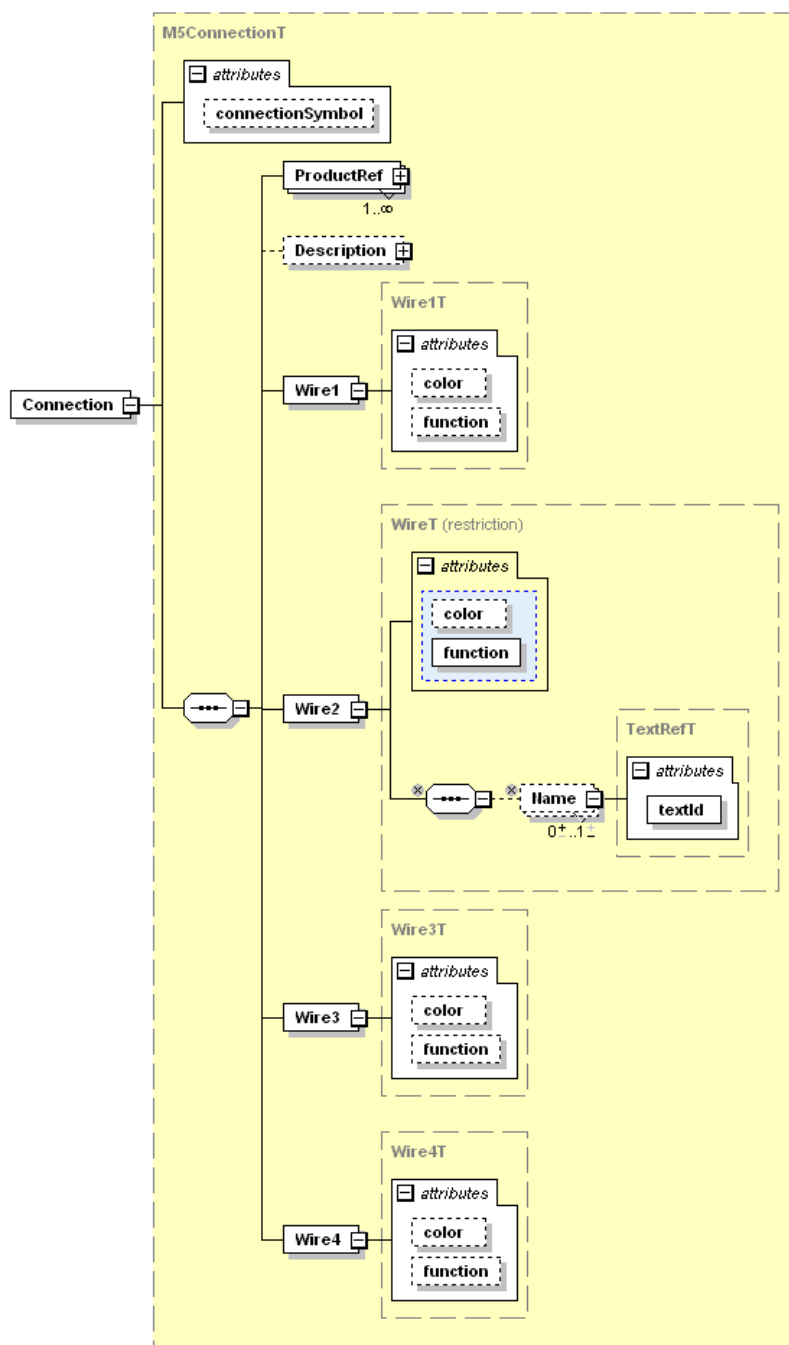 M5ConnectionT
attributes
connectionSymbol
ProductRef
1..∞
Description
Wire1T
attributes
Connection
Wire1
color
function
WireT (restriction)
attributes
color
function
Wire2
TextRefT
attributes
Name
textId
0±..1±
Wire3T
attributes
Wire3
color
function
Wire4T
attributes
Wire4
color
function